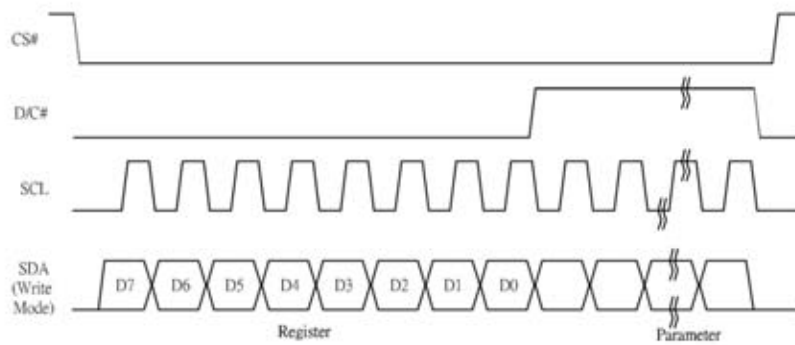 CS#
D/C#
SCL
SDA
(Write
Mode)
D7 D6 D5 D4 D3 D2 D1 D0
Register Parameter